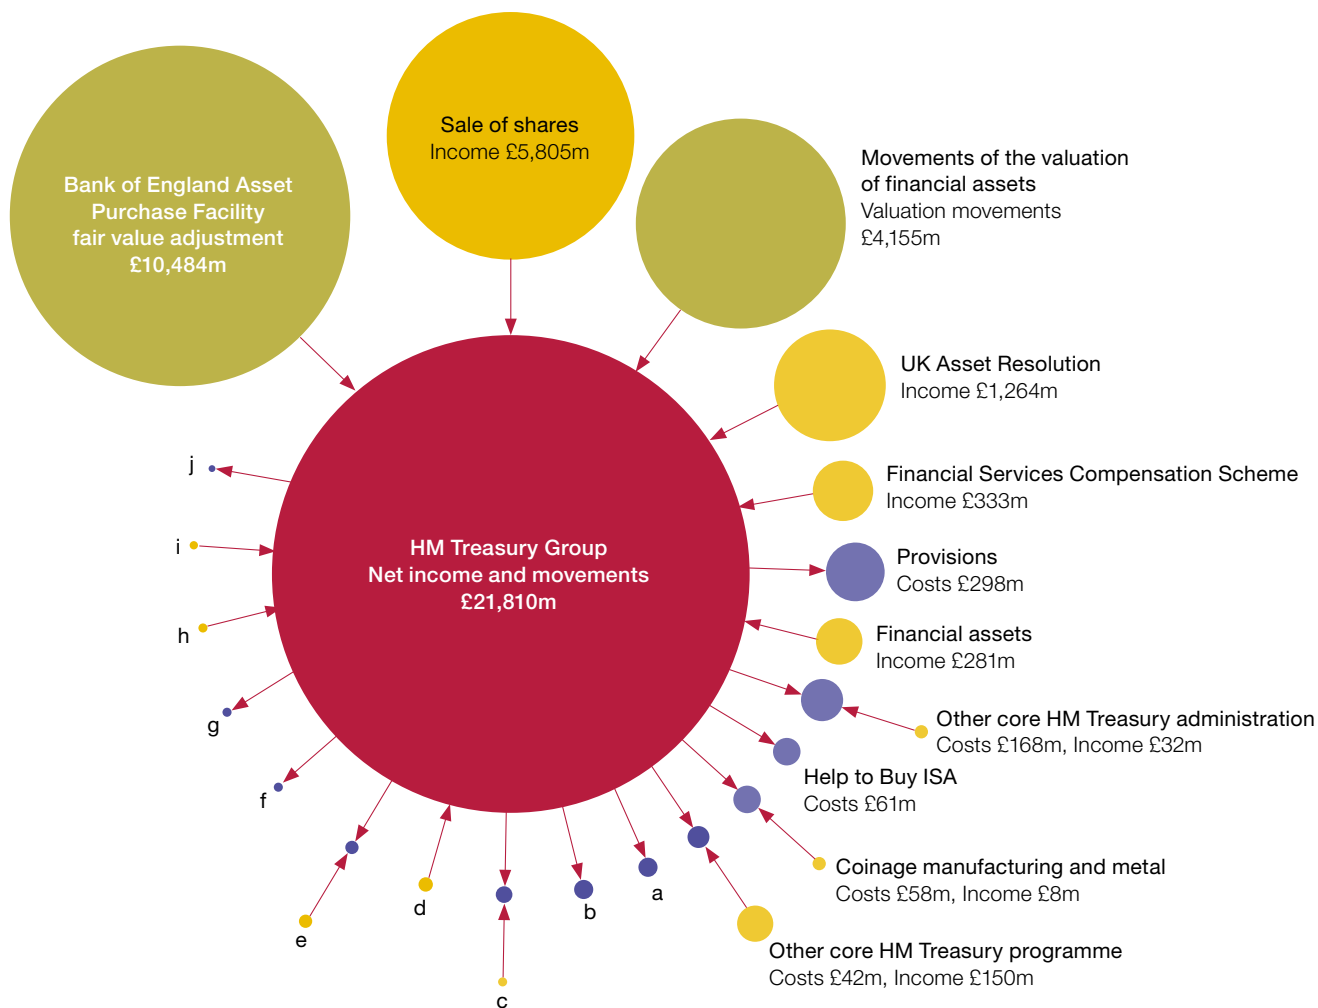 Bank of England Asset
Purchase Facility
fair value adjustment
£10,484m
Sale of shares
Income £5,805m
Movements of the valuation
of financial assets
Valuation movements
£4,155m
UK Asset Resolution
Income £1,264m
Financial Services Compensation Scheme
Income £333m
Provisions
Costs £298m
Financial assets
Income £281m
Other core HM Treasury administration
Costs £168m, Income £32m
Help to Buy ISA
Costs £61m
Coinage manufacturing and metal
Costs £58m, Income £8m
Other core HM Treasury programme
Costs £42m, Income £150m
HM Treasury Group
Net income and movements
£21,810m
a
b
c
d
e
f
g
h
i
j